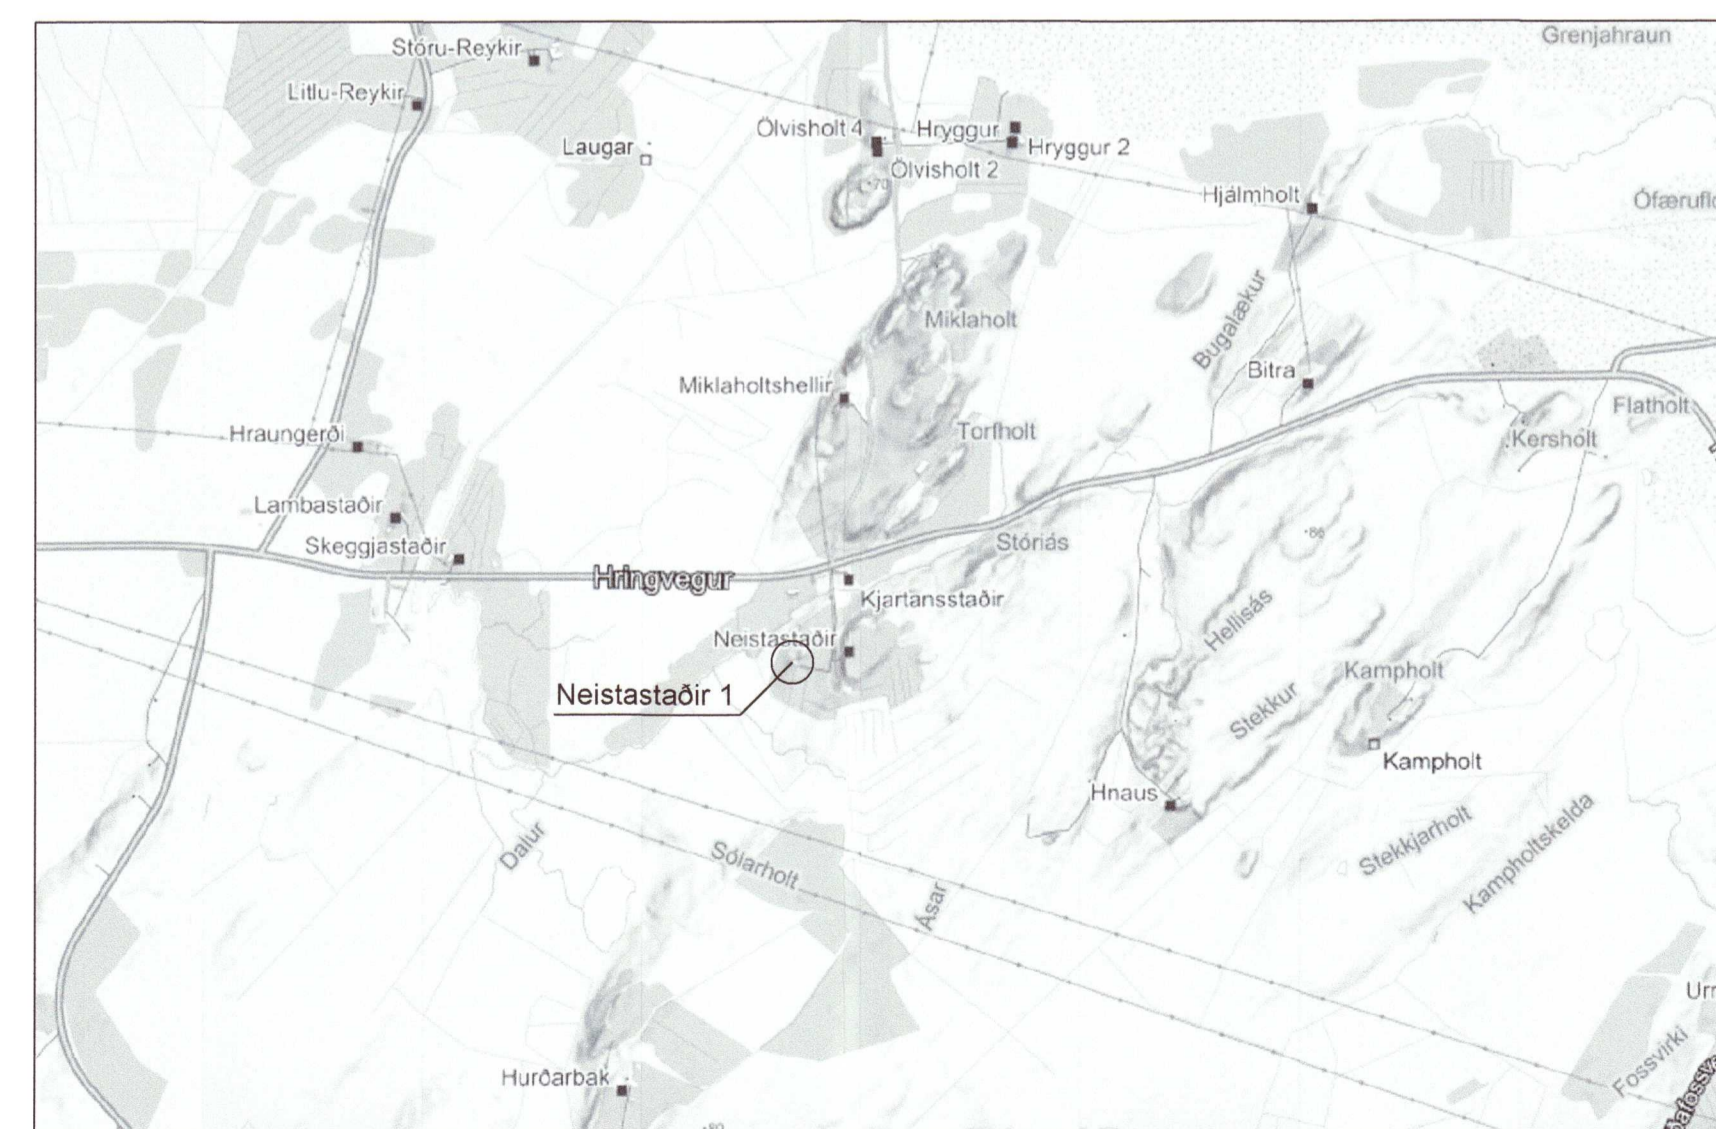 Grenjahraun
Stóru-Reykir
Litlu-Reykir
Ölvisholt 4
Hryggur
Laugar
Hryggur 2
Ölvisholt 2
70
Hjálmholt
Bugalækur
Miklaholt
Bitra
Miklaholtshellir
Flatholt
Torfholt
Hraungerði
Kersholt
Lambastaðir
86
Skeggjastaðir
Stóriás
Hringvegur
Kjartansstaðir
Hellisás
Neistastaðir
Kampholt
Neistastaðir 1
Stekkur
Kampholt
Hnaus
Dalur
Stekkjarholt
Kampholtskelda
Sólarholt
Ásar
Fossvirki
Hurðarbak